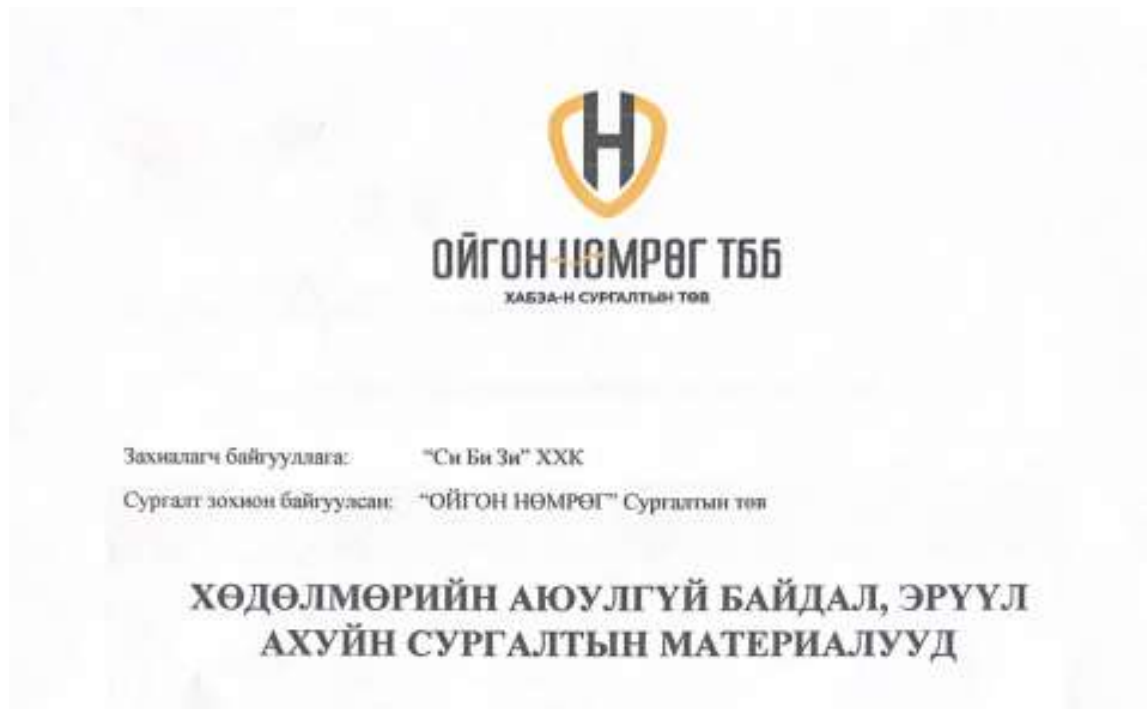 Н
ОЙГОН НӨМРӨГ ТББ
ХАБЭА-Н СУРГАЛТЫН ТӨВ
Захиалагч байгууллага: “Си Би Зи” ХХК
Сургалт зохион байгуулсан: “ОЙГОН НӨМРӨГ” Сургалтын төв
ХӨДӨЛМӨРИЙН АЮУЛГҮЙ БАЙДАЛ, ЭРҮҮЛ
АХУЙН СУРГАЛТЫН МАТЕРИАЛУУД